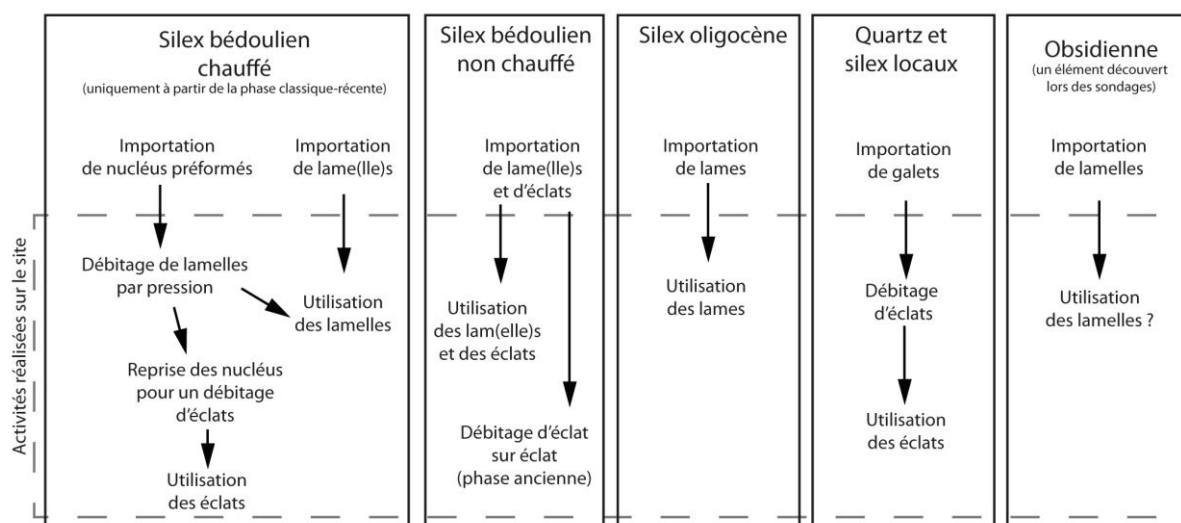 Silex bédoulien
chauffé
(uniquement à partir de la phase classique-récente)
Importation
de nucléus préformés
Importation
de lame(lle)s
Débitage de lamelles
par pression
Utilisation
des lamelles
Reprise des nucléus
pour un débitage
d'éclats
Utilisation
des éclats
Silex bédoulien
non chauffé
Importation
de lame(lle)s
et d'éclats
Utilisation
des lam(elle)s
et des éclats
Débitage d'éclat
sur éclat
(phase ancienne)
Silex oligocène
Importation
de lames
Utilisation
des lames
Quartz et
silex locaux
Importation
de galets
Débitage
d'éclats
Utilisation
des éclats
Obsidienne
(un élément découvert
lors des sondages)
Importation
de lamelles
Utilisation
des lamelles ?
Activités réalisées sur le site